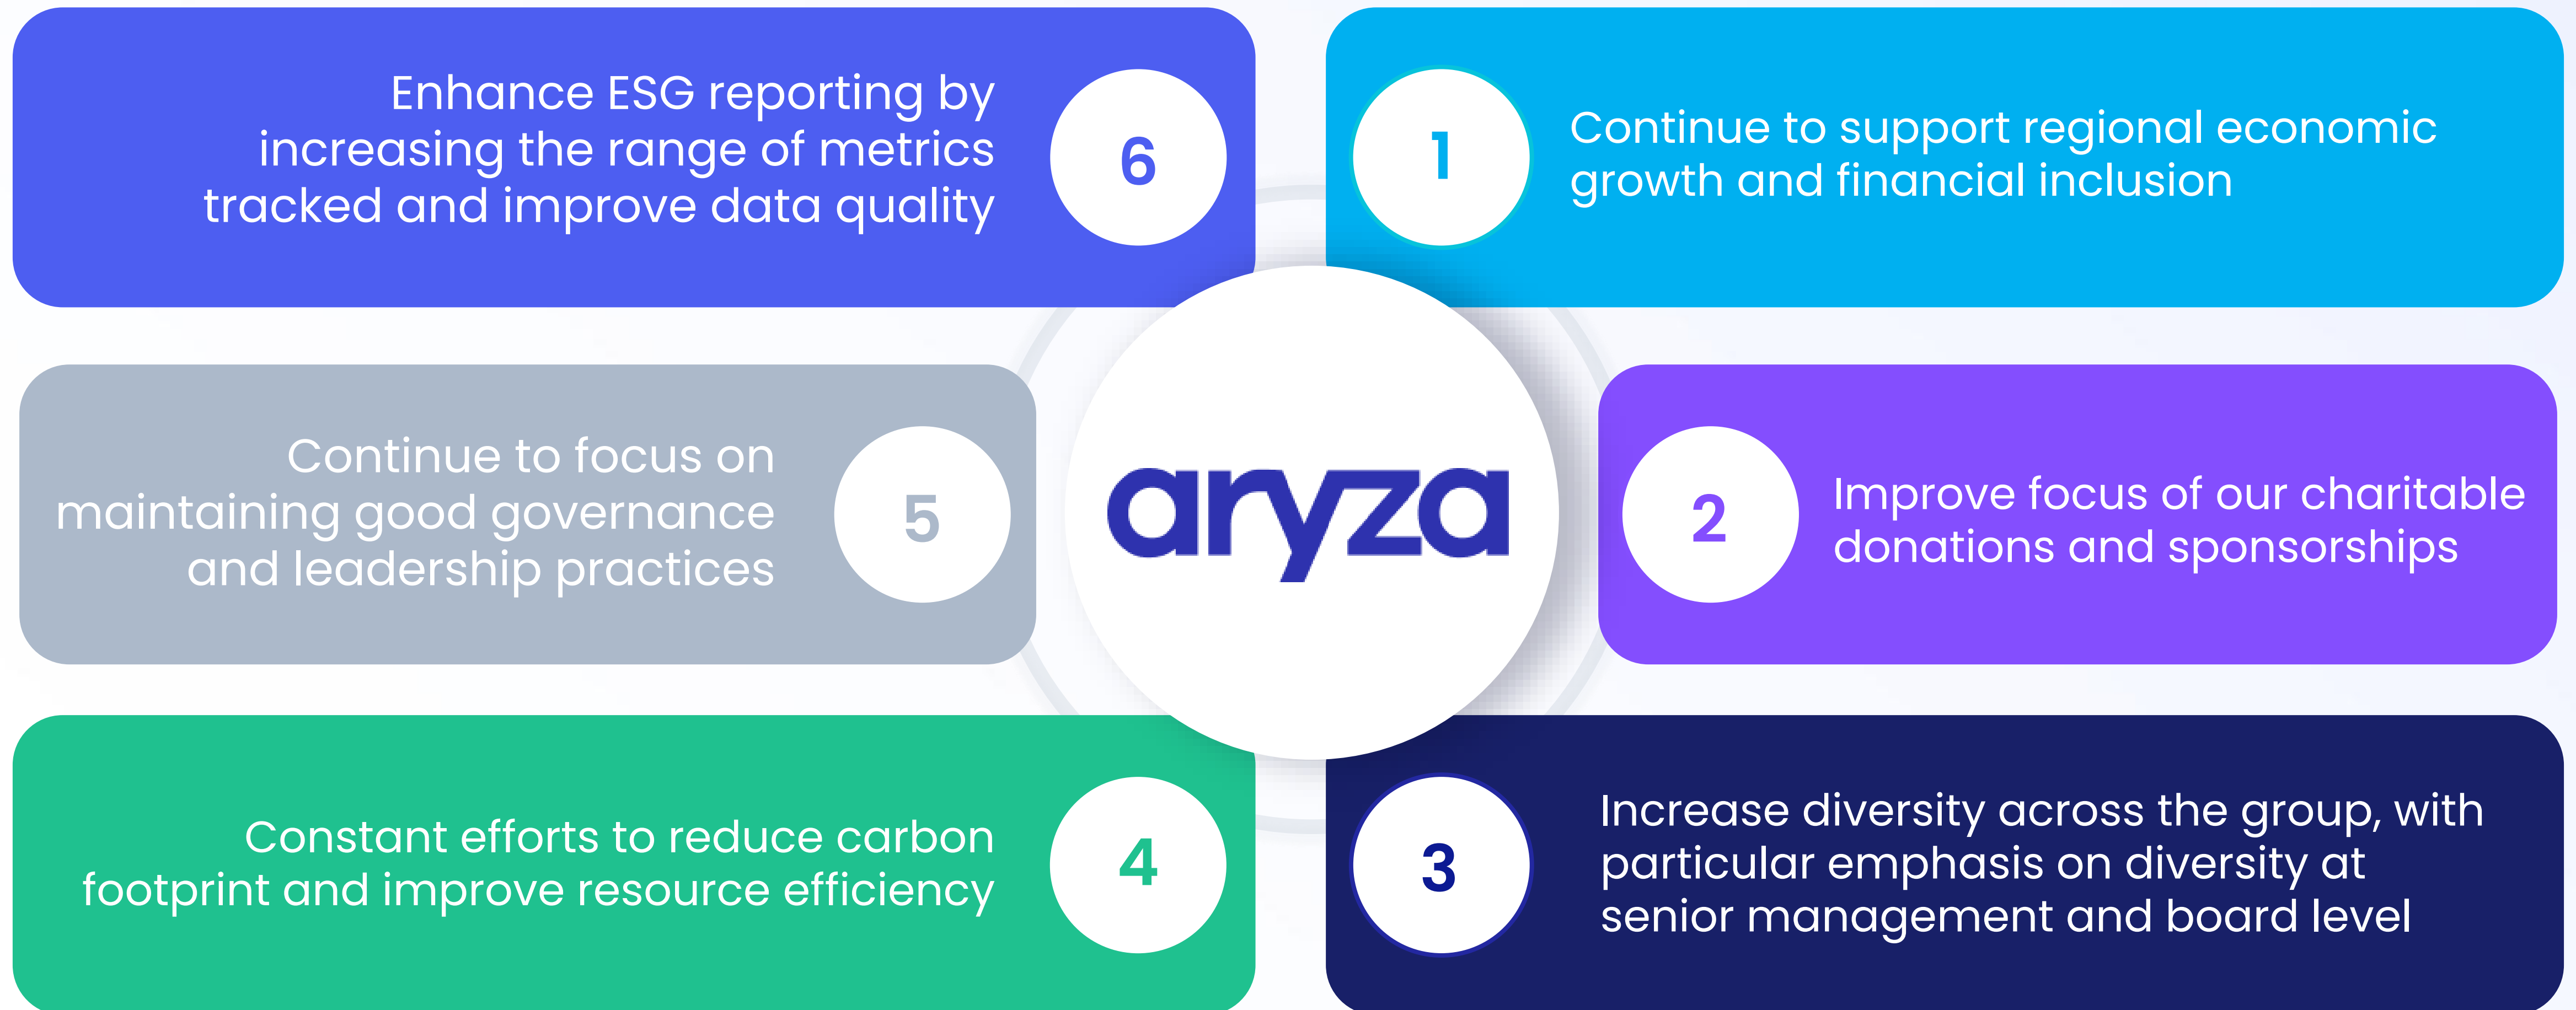 Enhance ESG reporting by
increasing the range of metrics
tracked and improve data quality
6
1
Continue to support regional economic
growth and financial inclusion
Continue to focus on
maintaining good governance
and leadership practices
5
aryza
2
Improve focus of our charitable
donations and sponsorships
Constant efforts to reduce carbon
footprint and improve resource efficiency
4
3
Increase diversity across the group, with
particular emphasis on diversity at
senior management and board level